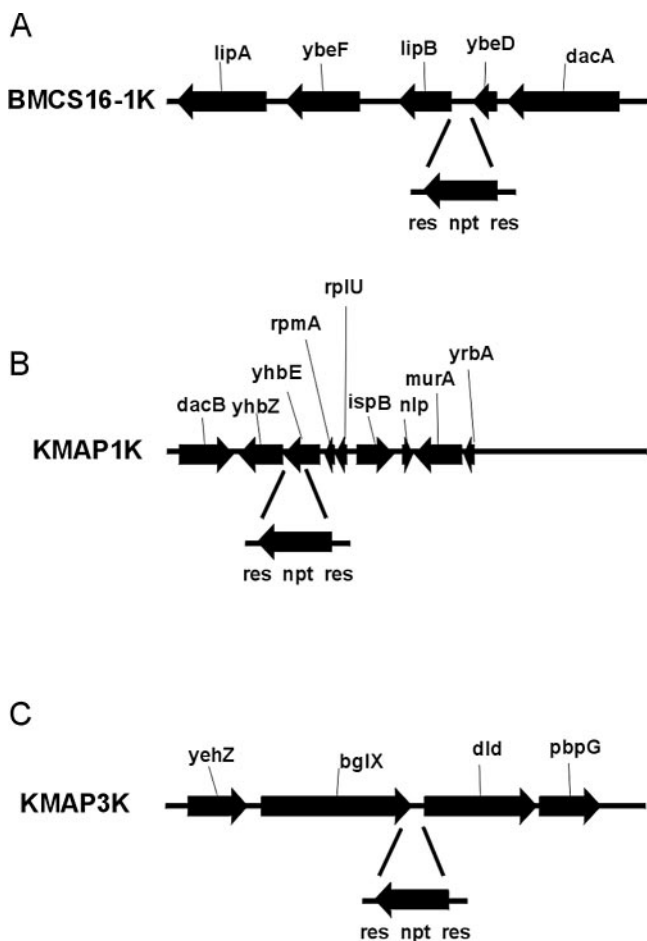 A
lipA ybeF lipB ybeD dacA
BMCS16-1K
res npt res
B
rplU
rpmA
yrbA
yhbE murA
dacB yhbZ ispB nlp
KMAP1K
res npt res
C
yehZ bglX dld pbpG
KMAP3K
res npt res